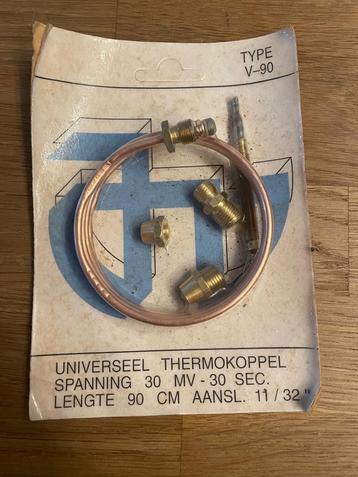 TYPE
V-90
UNIVERSEEL THERMOKOPPEL
SPANNING 30 MV - 30 SEC.
LENGTE 90 CM AANSL. 11/32"